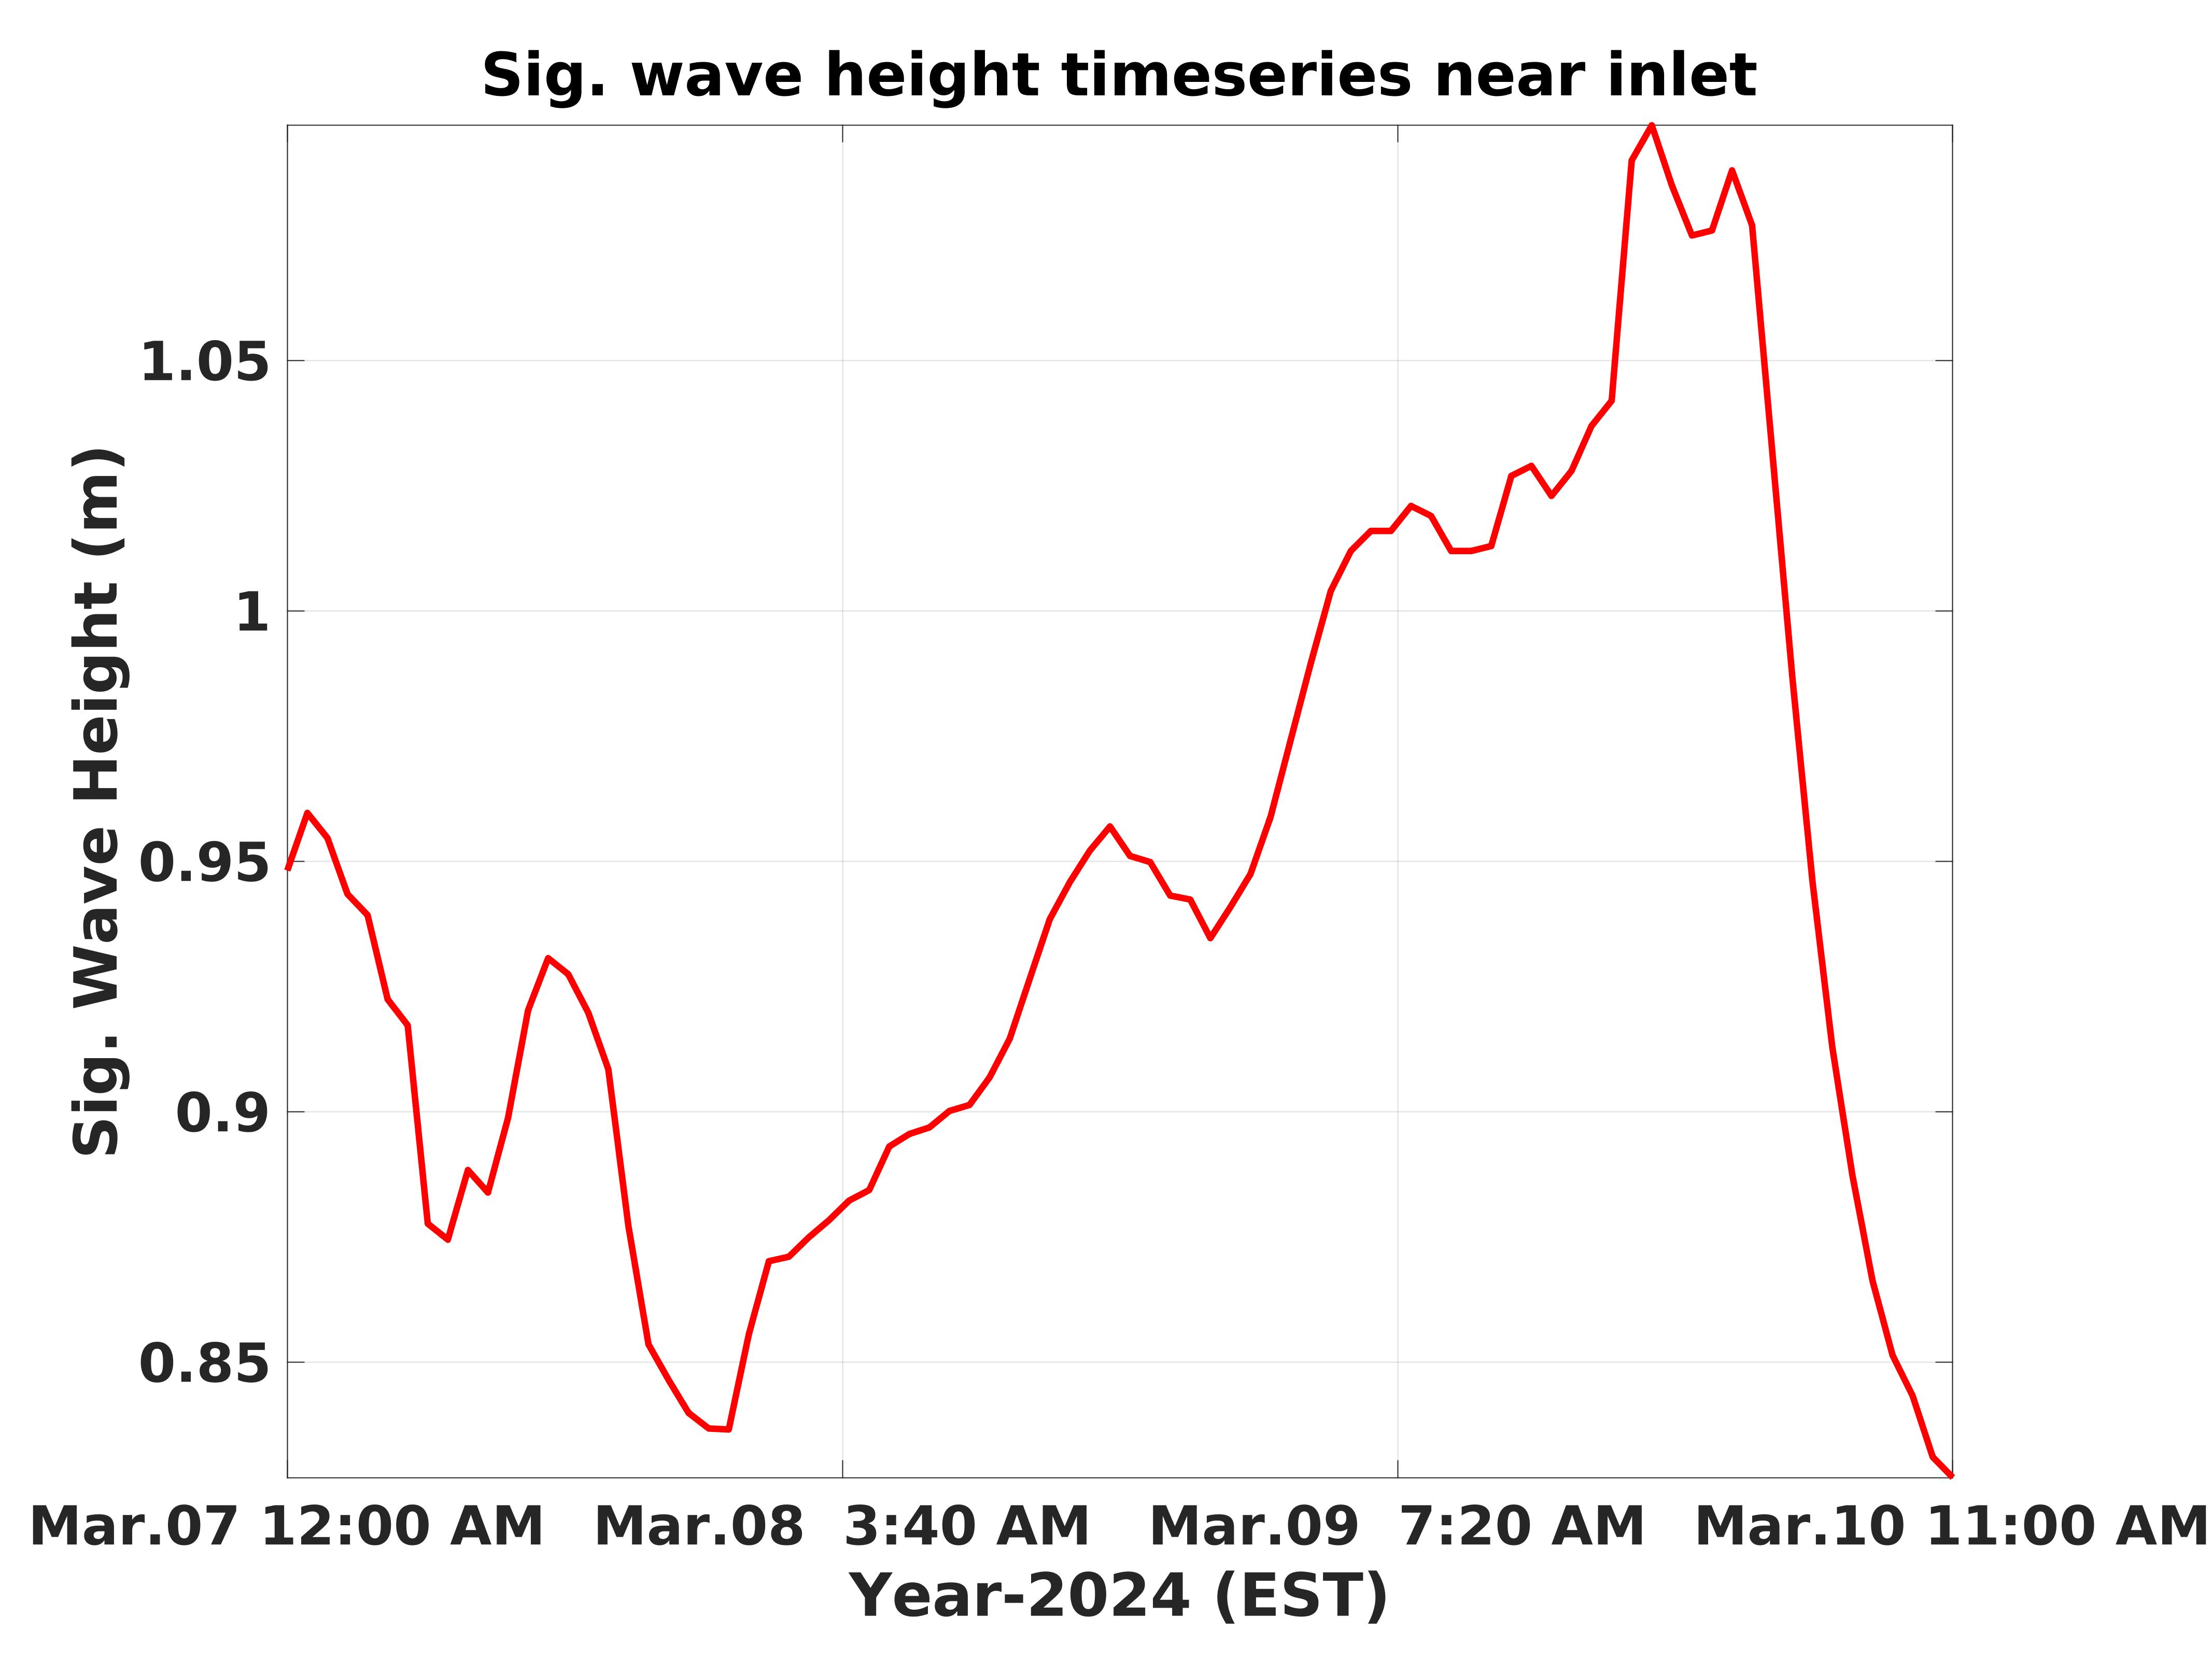 Sig. wave height timeseries near inlet
Sig. Wave Height (m)
1.05
1
0.95
0.9
0.85
Mar.07 12:00 AM Mar.08 3:40 AM Mar.09 7:20 AM Mar.10 11:00 AM
Year-2024 (EST)